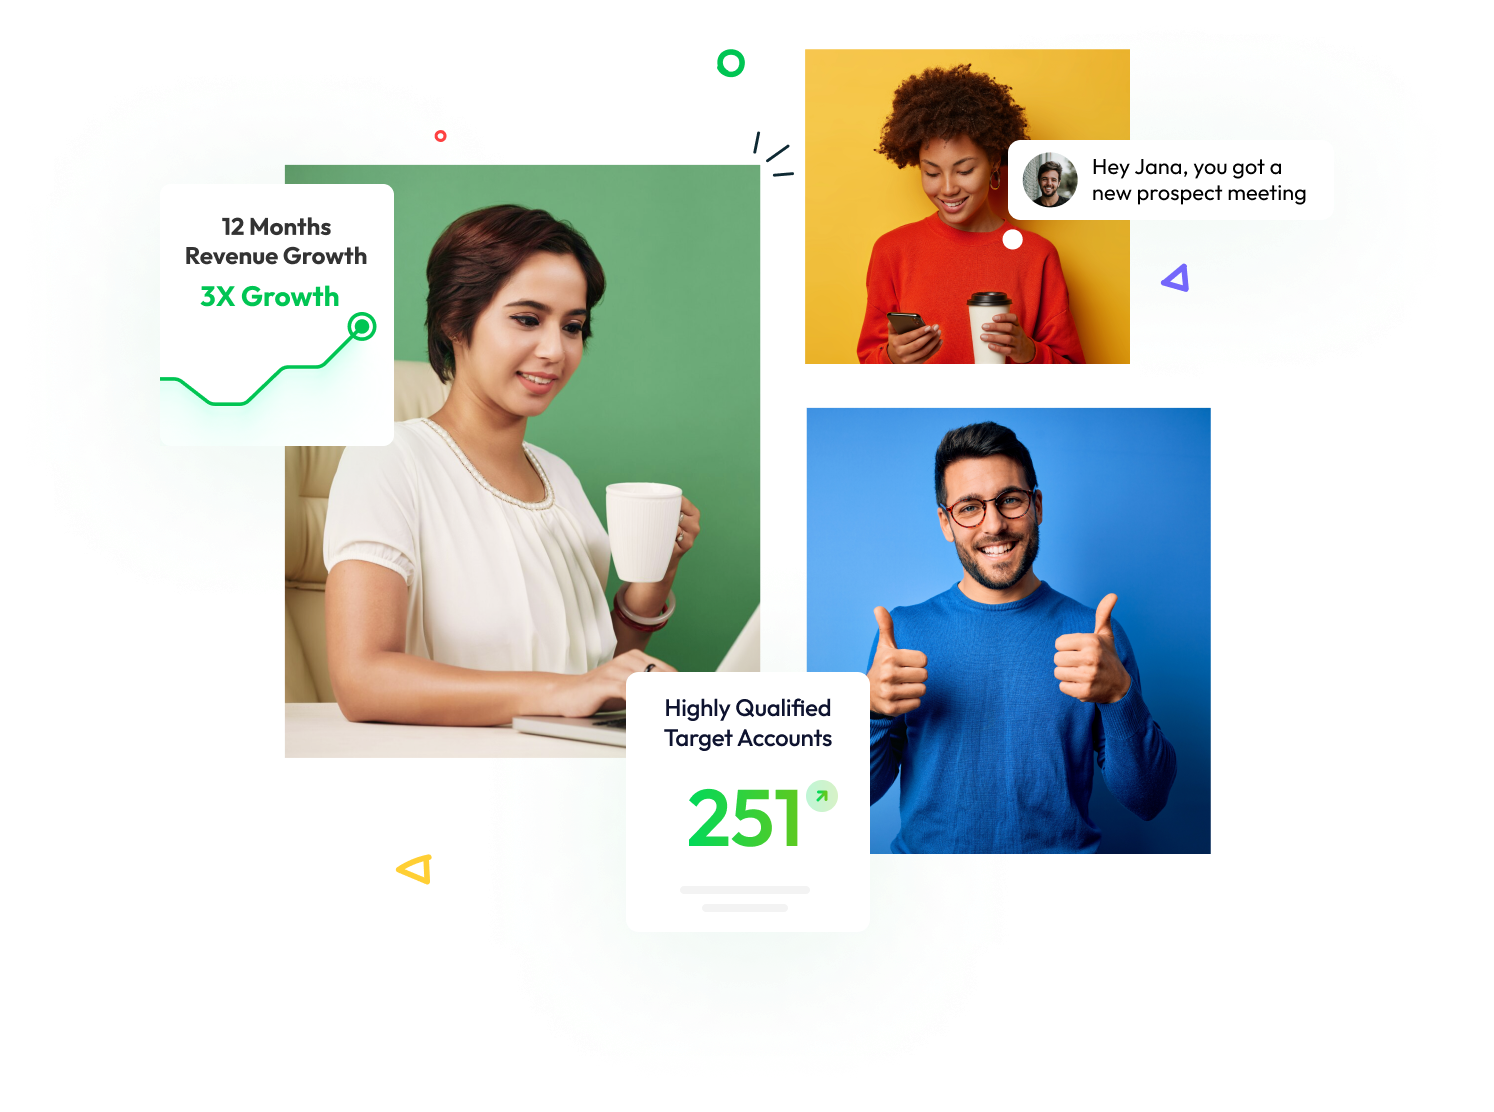 12 Months
Revenue Growth
3X Growth
Hey Jana, you got a
new prospect meeting
Highly Qualified
Target Accounts
251